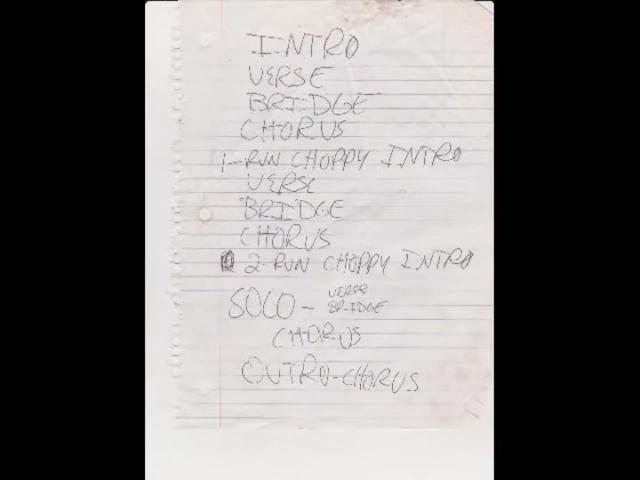 INTRO
VERSE
BRIDGE
CHORUS
1-RUN CHOPPY INTRO
VERSE
BRIDGE
CHORUS
2-RUN CHOPPY INTRO
SOLO - VERSE
BRIDGE
CHORUS
OUTRO-CHORUS